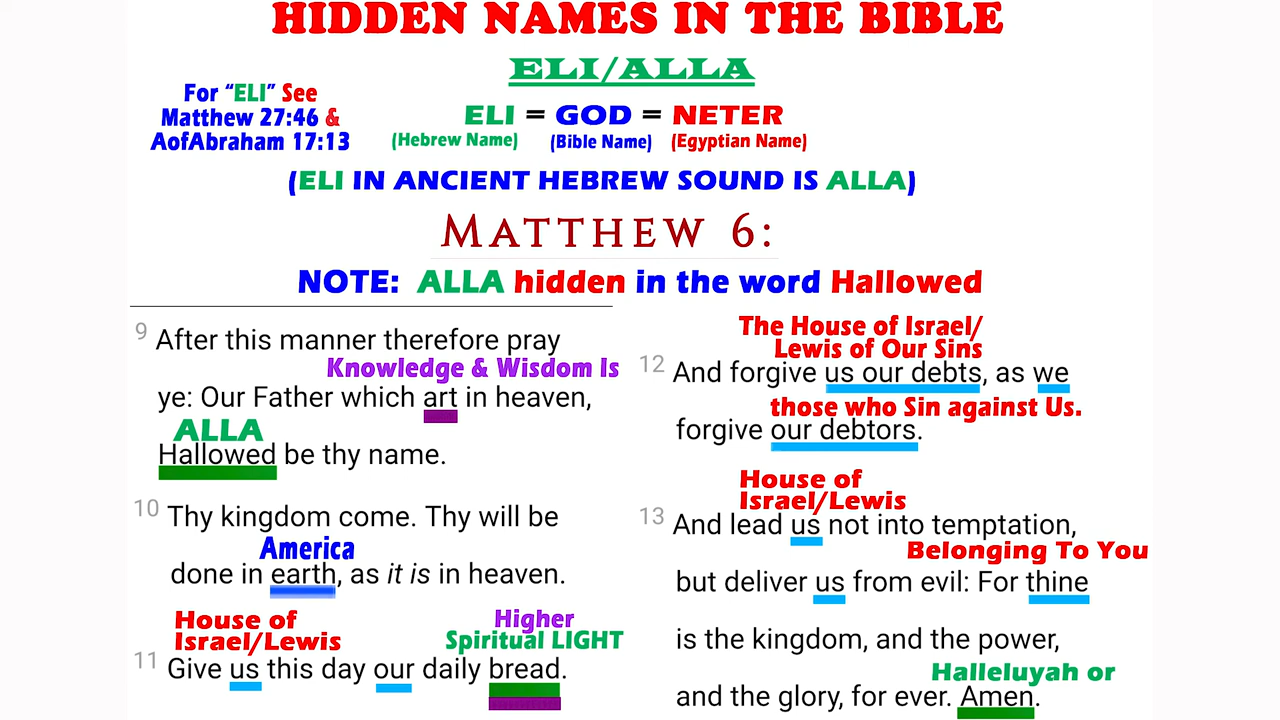 HIDDEN NAMES IN THE BIBLE
ELI/ALLA
For “ELI” See
Matthew 27:46 &
AofAbraham 17:13
ELI = GOD = NETER
(Hebrew Name) (Bible Name) (Egyptian Name)
(ELI IN ANCIENT HEBREW SOUND IS ALLA)
MATTHEW 6:
NOTE: ALLA hidden in the word Hallowed
9 After this manner therefore pray
Knowledge & Wisdom Is
ye: Our Father which art in heaven,
ALLA
Hallowed be thy name.
10 Thy kingdom come. Thy will be
America
done in earth, as it is in heaven.
House of
Israel/Lewis
Higher
Spiritual LIGHT
11 Give us this day our daily bread.
The House of Israel/
Lewis of Our Sins
12 And forgive us our debts, as we
those who Sin against Us.
forgive our debtors.
House of
Israel/Lewis
13 And lead us not into temptation,
Belonging To You
but deliver us from evil: For thine
is the kingdom, and the power,
Halleluyah or
and the glory, for ever. Amen.